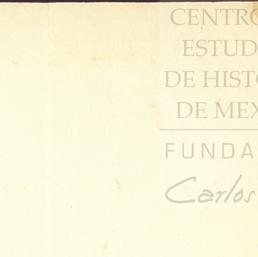 CENTRO
ESTUD
DE HISTO
DE MEX
FUNDA
Carlos